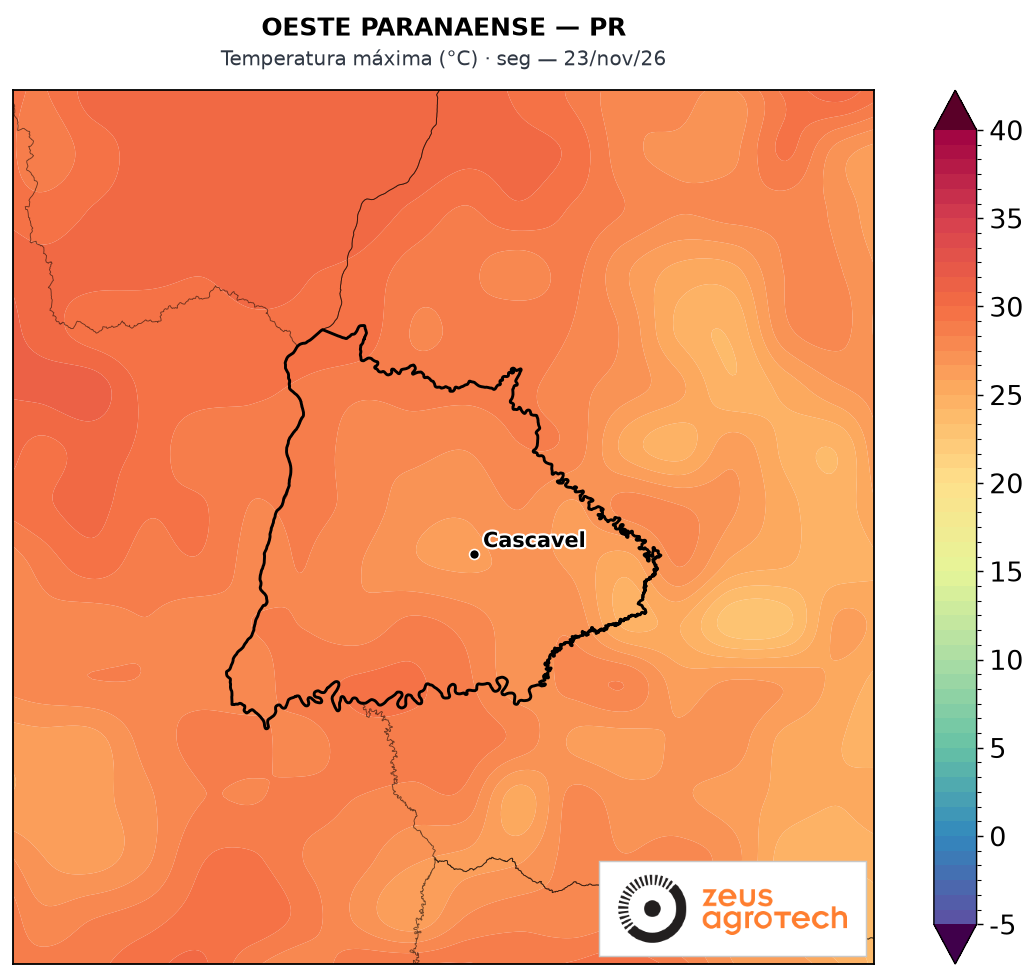 OESTE PARANAENSE — PR
Temperatura máxima (°C) · seg — 23/nov/26
40
35
30
25
20
15
10
5
0
-5
Cascavel
zeus
agrotech